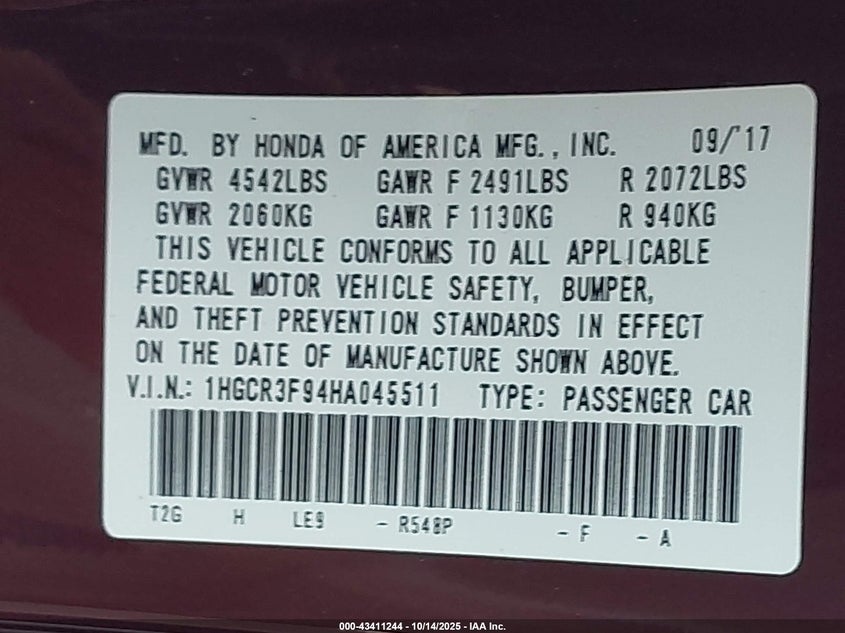 MFD. BY HONDA OF AMERICA MFG., INC. 09/'17
GVWR 4542LBS GAWR F 2491LBS R 2072LBS
GVWR 2060KG GAWR F 1130KG R 940KG
THIS VEHICLE CONFORMS TO ALL APPLICABLE
FEDERAL MOTOR VEHICLE SAFETY, BUMPER,
AND THEFT PREVENTION STANDARDS IN EFFECT
ON THE DATE OF MANUFACTURE SHOWN ABOVE.
V.I.N.: 1HGCR3F94HA045511 TYPE: PASSENGER CAR
T2G H LE9 - R548P - F - A
000-43411244 - 10/14/2025 - IAA Inc.